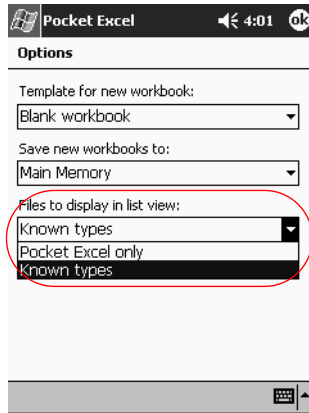 Pocket Excel 4:01 ok
Options
Template for new workbook:
Blank workbook
Save new workbooks to:
Main Memory
Files to display in list view:
Known types
Pocket Excel only
Known types